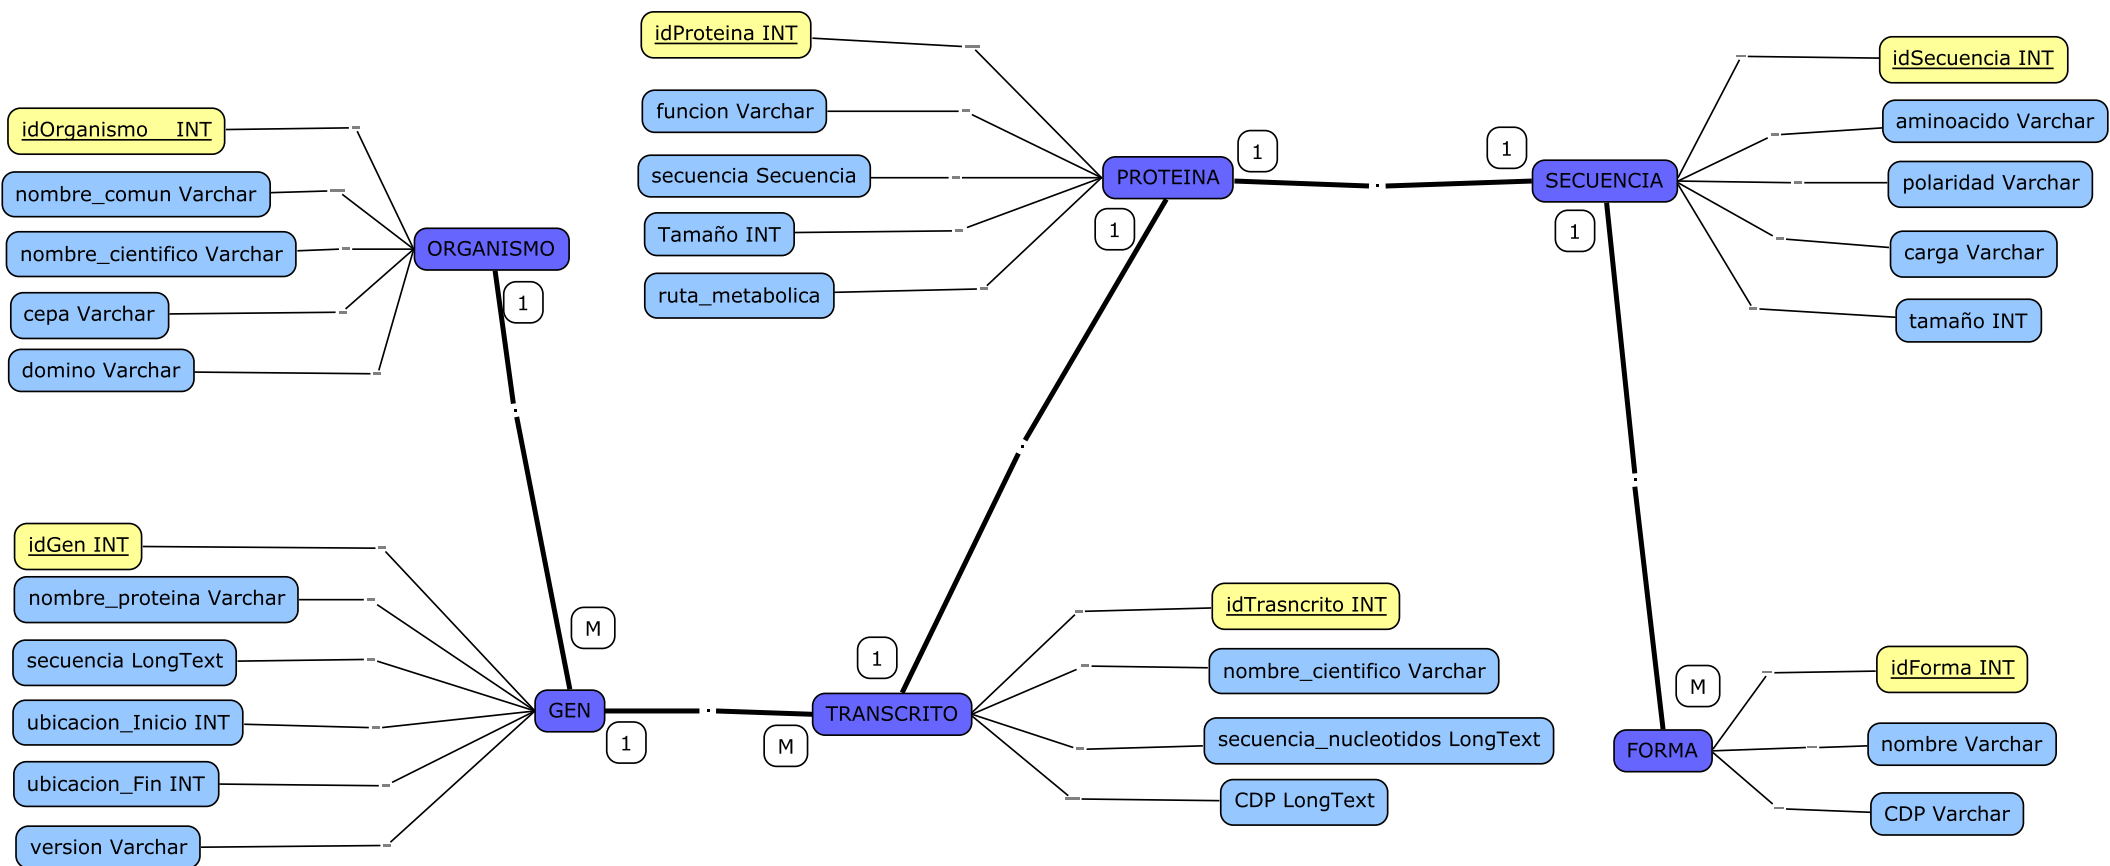 idProteina INT
funcion Varchar
secuencia Secuencia
Tamaño INT
ruta_metabolica
PROTEINA
1
1
1
SECUENCIA
1
idSecuencia INT
aminoacido Varchar
polaridad Varchar
carga Varchar
tamaño INT
idOrganismo INT
nombre_comun Varchar
nombre_cientifico Varchar
cepa Varchar
domino Varchar
ORGANISMO
1
M
idGen INT
nombre_proteina Varchar
secuencia LongText
ubicacion_Inicio INT
ubicacion_Fin INT
version Varchar
GEN
1
M
1
TRANSCRITO
idTrasncrito INT
nombre_cientifico Varchar
secuencia_nucleotidos LongText
CDP LongText
M
FORMA
idForma INT
nombre Varchar
CDP Varchar